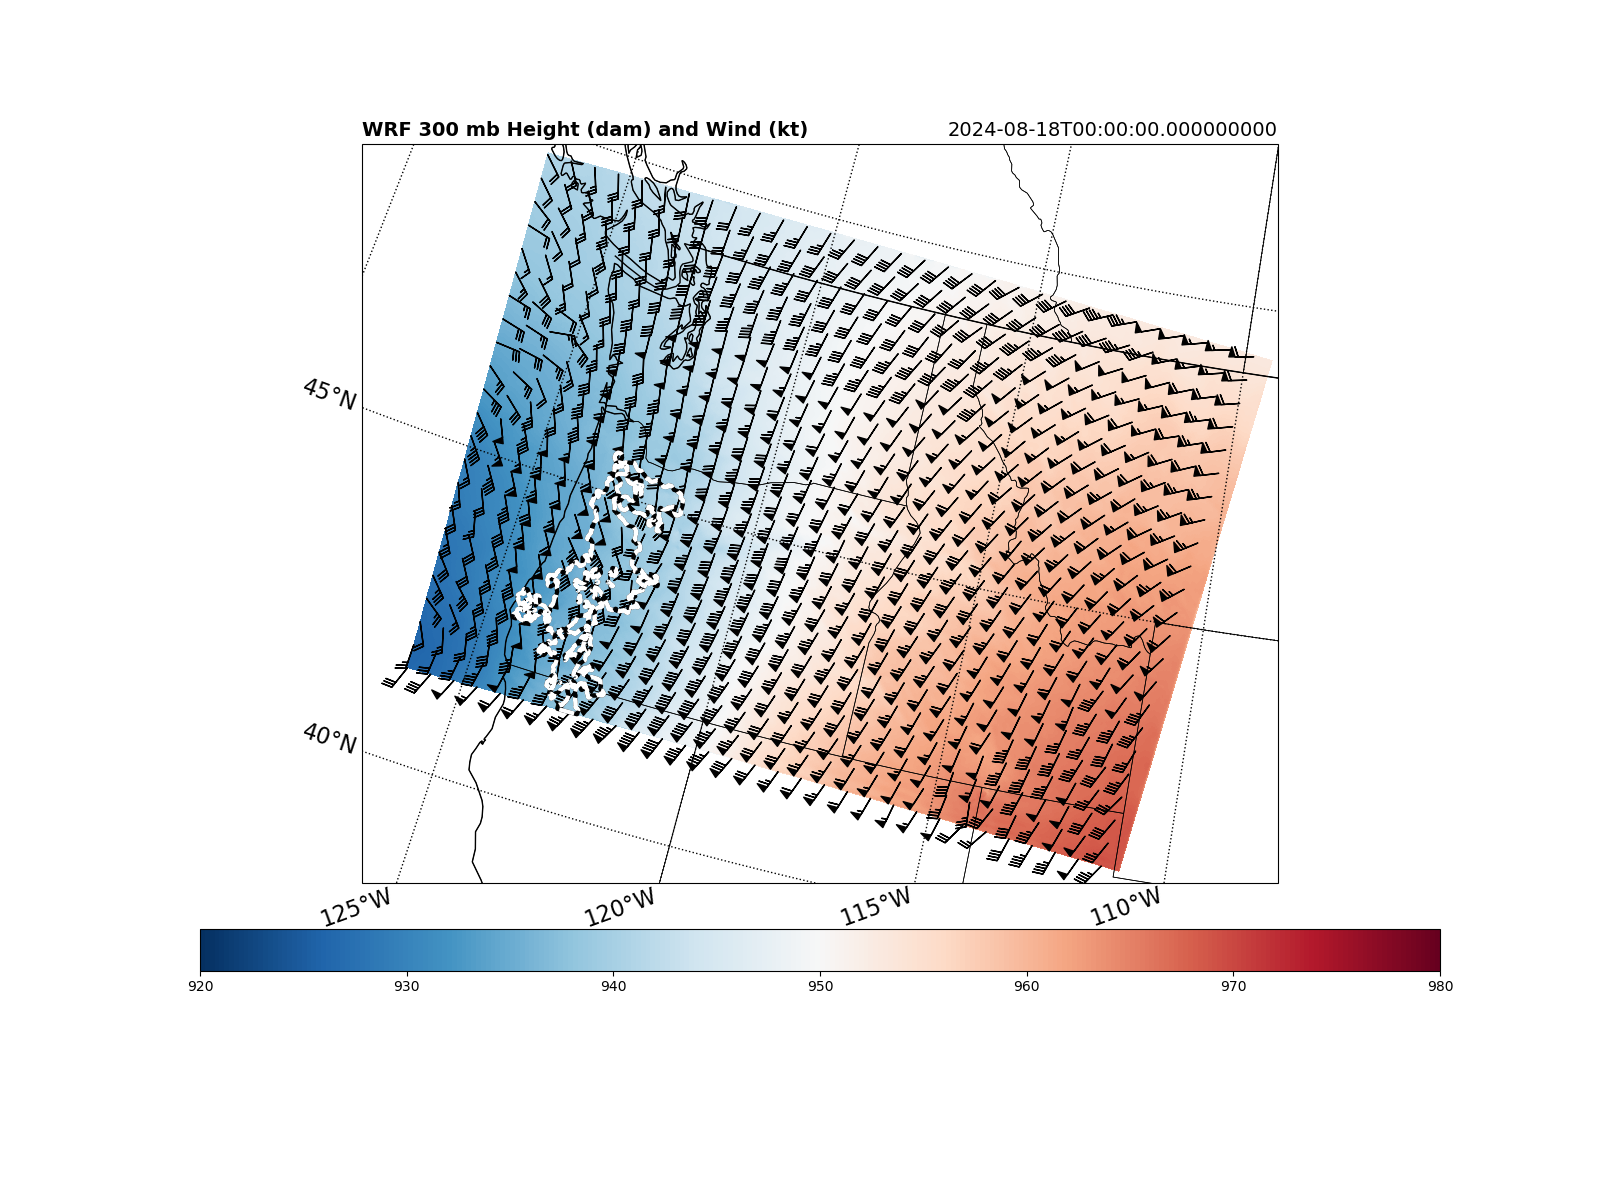 WRF 300 mb Height (dam) and Wind (kt) 2024-08-18T00:00:00.000000000
45°N
40°N
125°W 120°W 115°W 110°W
920 930 940 950 960 970 980